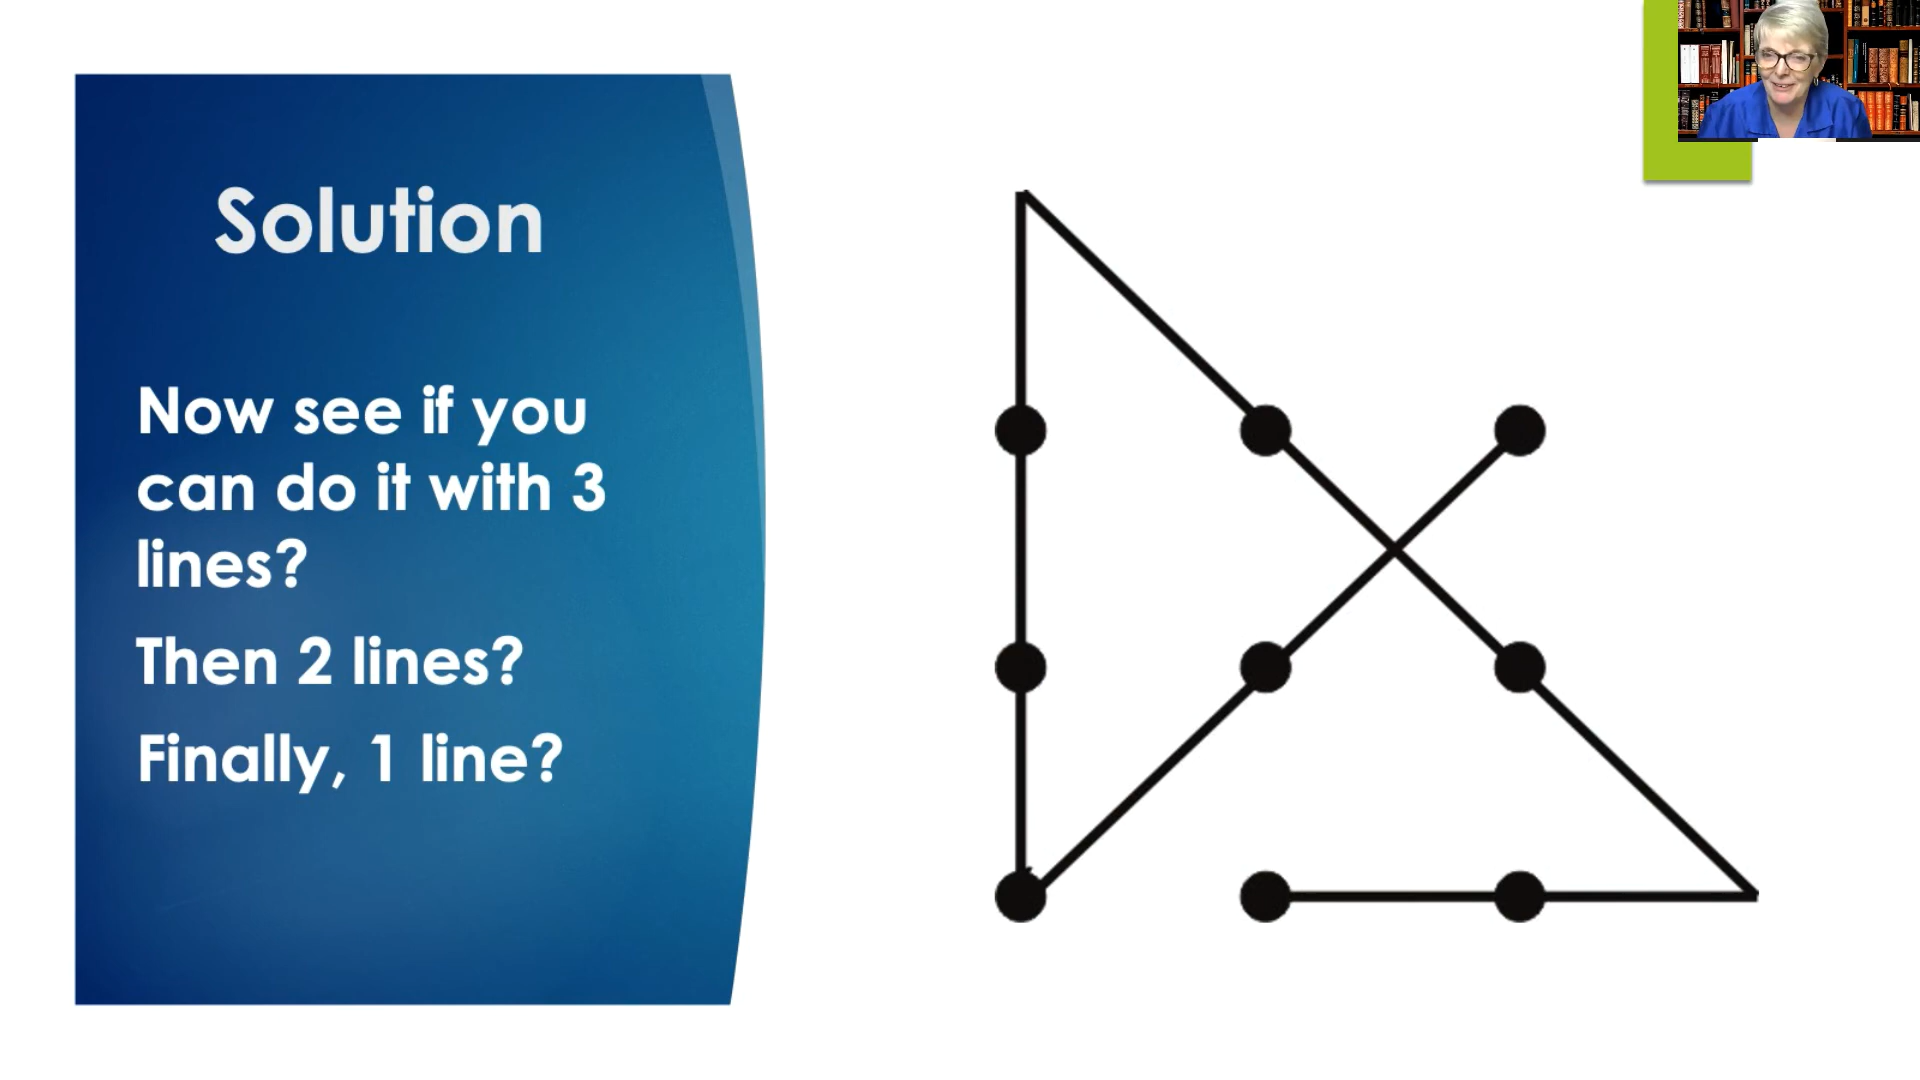 Solution
Now see if you
can do it with 3
lines?
Then 2 lines?
Finally, 1 line?